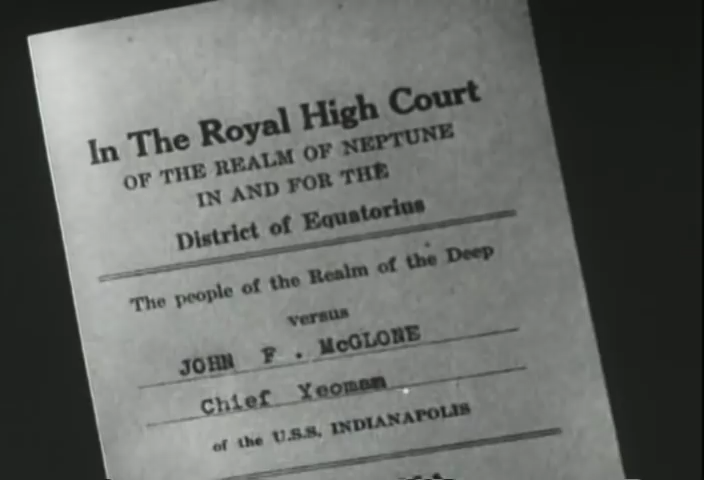 In The Royal High Court
OF THE REALM OF NEPTUNE
IN AND FOR THE
District of Equatorius
The people of the Realm of the Deep
versus
JOHN F. McGLONE
Chief Yeoman
of the U.S.S. INDIANAPOLIS